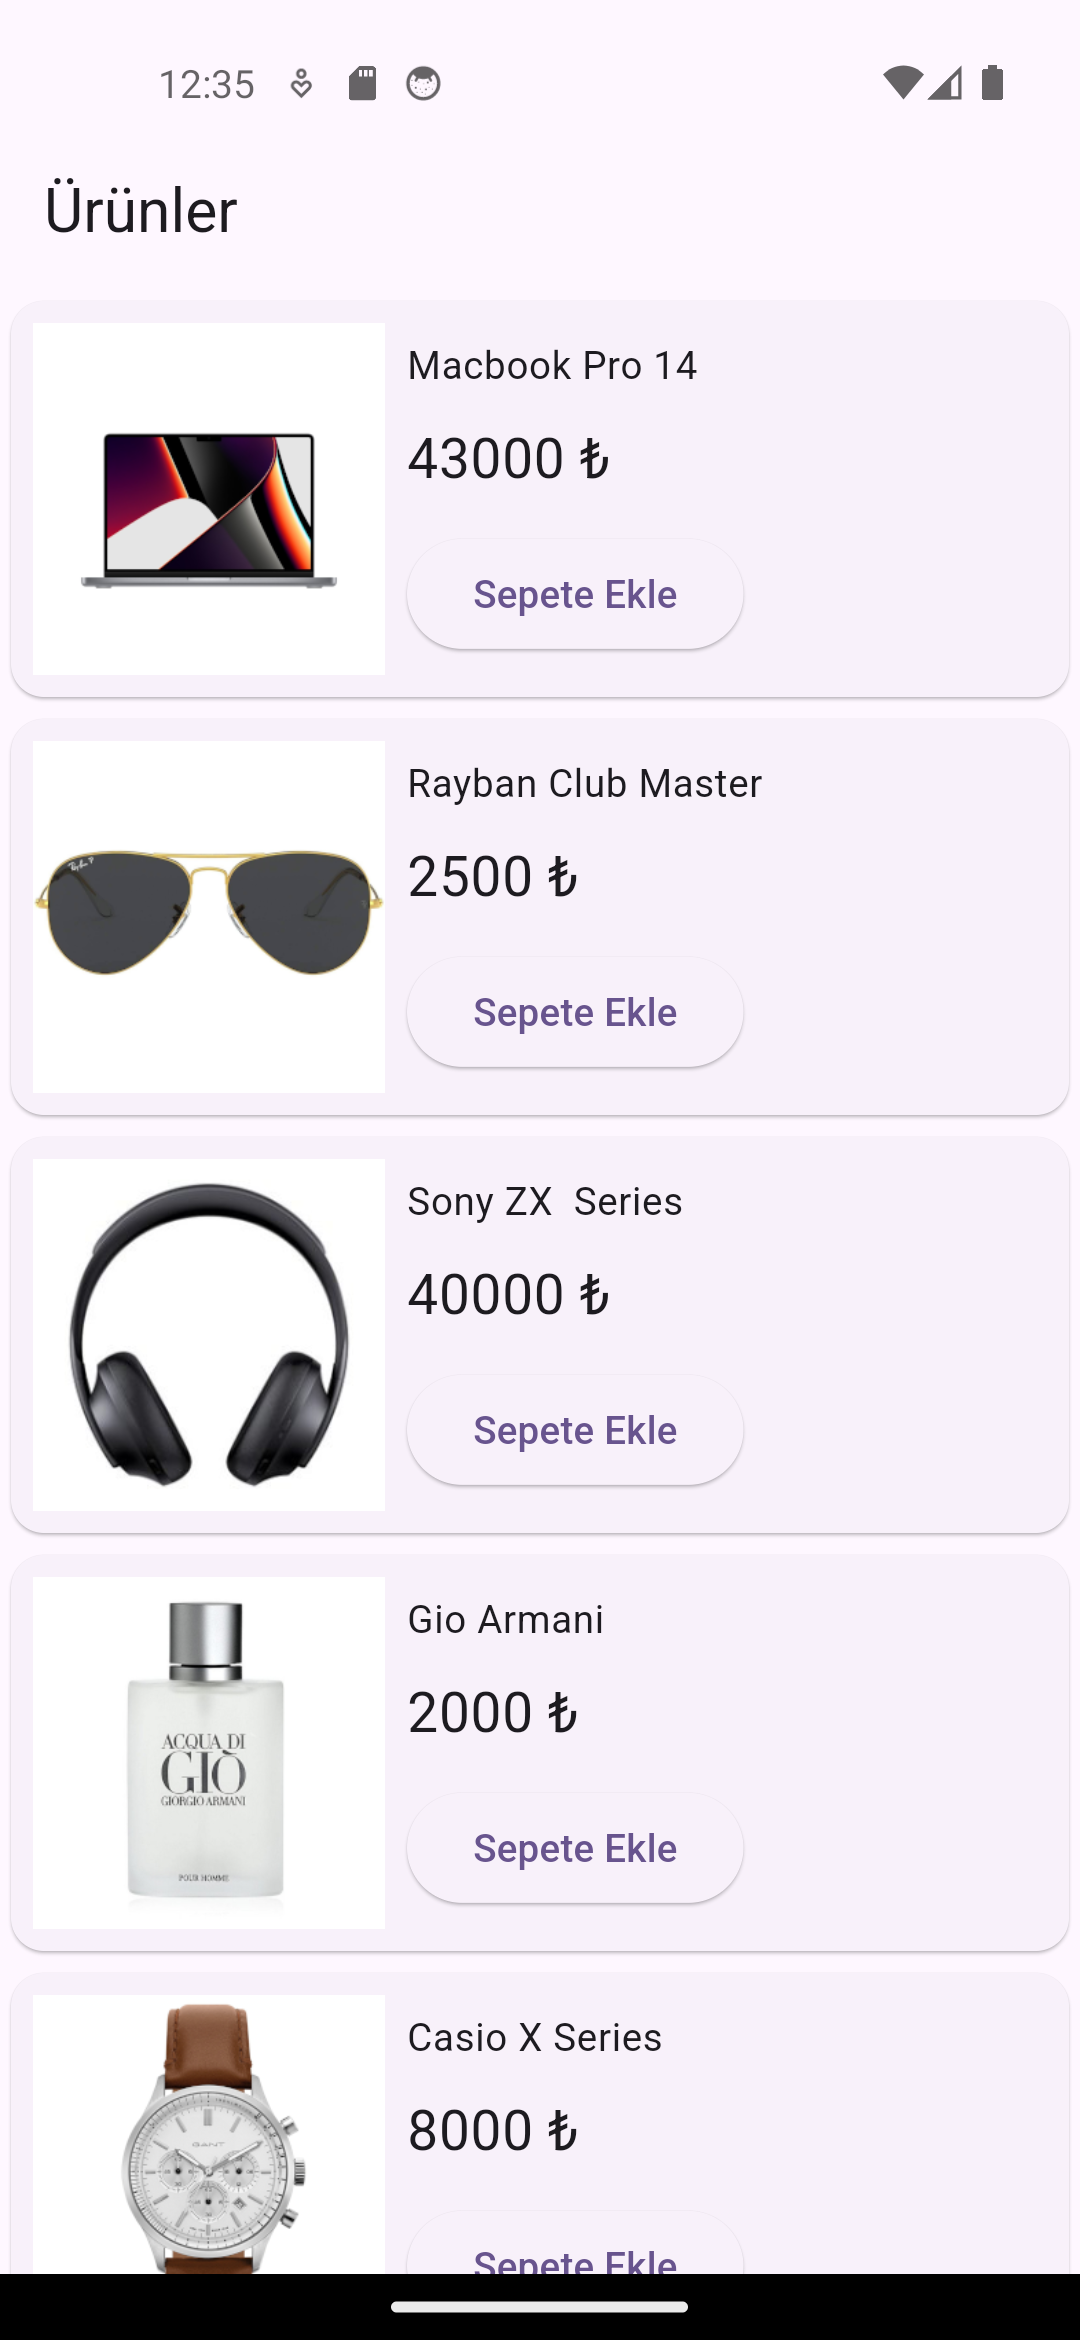 12:35
Ürünler
Macbook Pro 14
43000 ₺
Sepete Ekle
Rayban Club Master
2500 ₺
Sepete Ekle
Sony ZX  Series
40000 ₺
Sepete Ekle
Gio Armani
2000 ₺
Sepete Ekle
ACQUA DI
GIÒ
GIORGIO ARMANI
POUR HOMME
Casio X Series
8000 ₺
Sepete Ekle
GANT